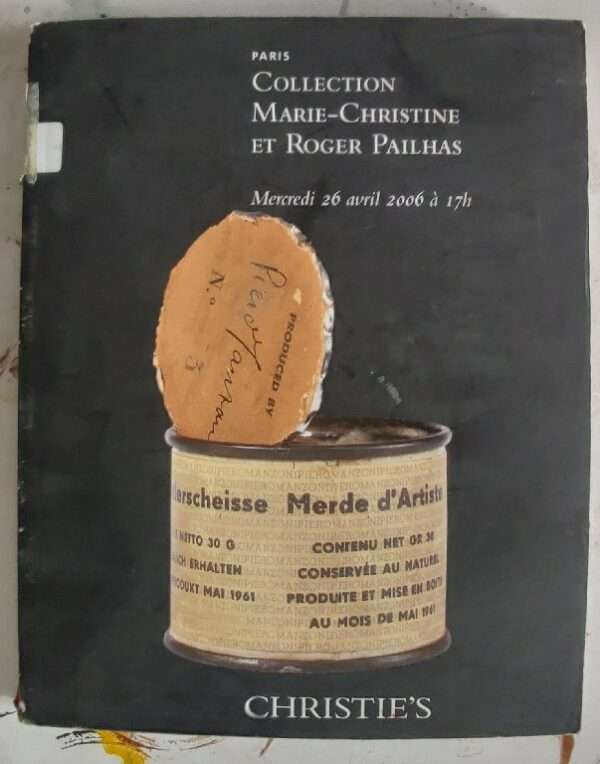 PARIS
COLLECTION
MARIE-CHRISTINE
ET ROGER PAILHAS
Mercredi 26 avril 2006 à 17h
PRODUCED BY
N.°
erscheisse Merde d'Artiste
NETTO 30 G
CONTENU NET GR 30
CH ERHALTEN
CONSERVÉE AU NATUREL
MAI 1961
PRODUITE ET MISE EN BOITE
AU MOIS DE MAI 1961
CHRISTIE'S